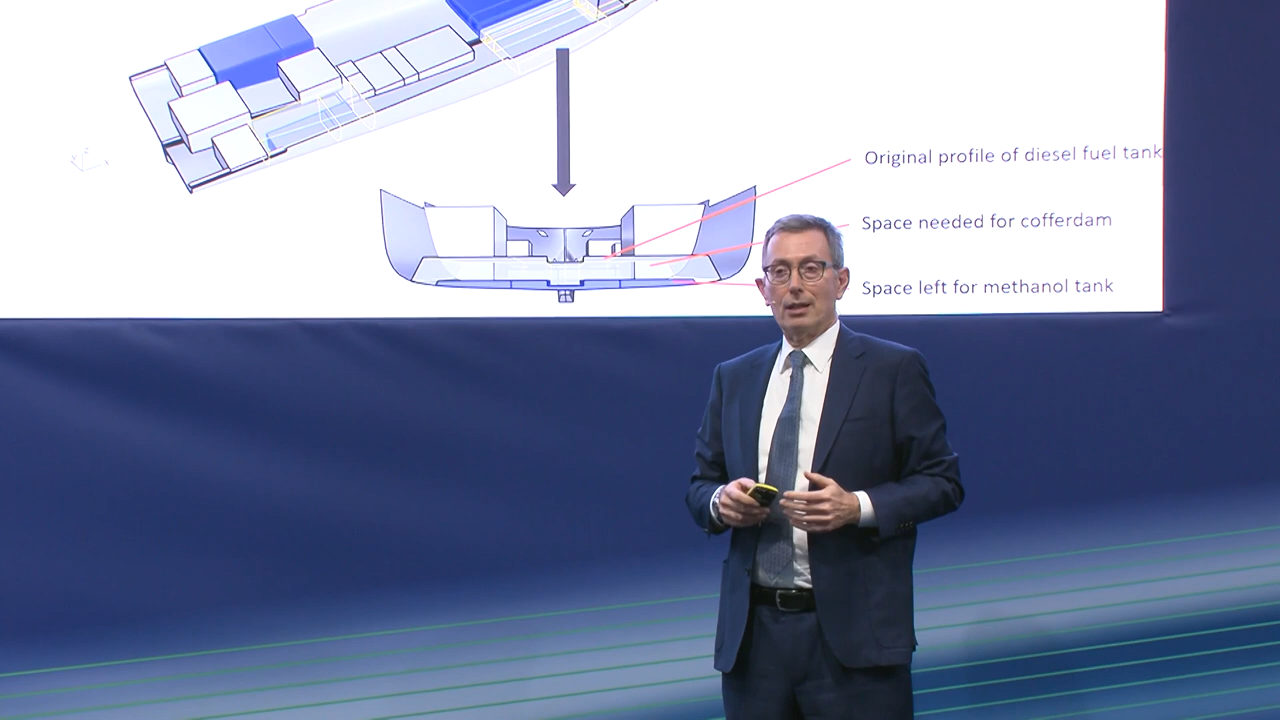 Original profile of diesel fuel tank
Space needed for cofferdam
Space left for methanol tank